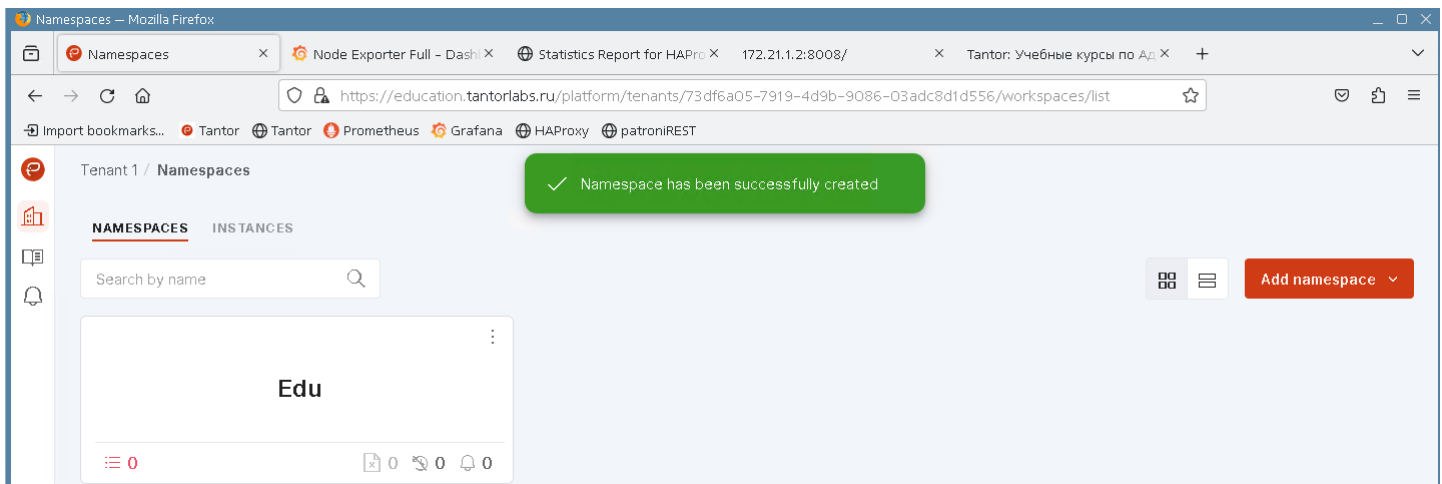 Namespaces — Mozilla Firefox
Namespaces
Node Exporter Full – Dash
Statistics Report for HAPro
172.21.1.2:8008/
Tantor: Учебные курсы по Ад
https://education.tantorlabs.ru/platform/tenants/73df6a05-7919-4d9b-9086-03adc8d1d556/workspaces/list
Import bookmarks... Tantor Tantor Prometheus Grafana HAProxy patroniREST
Tenant 1 / Namespaces
Namespace has been successfully created
NAMESPACES INSTANCES
Search by name
Add namespace
Edu
0 0 0 0